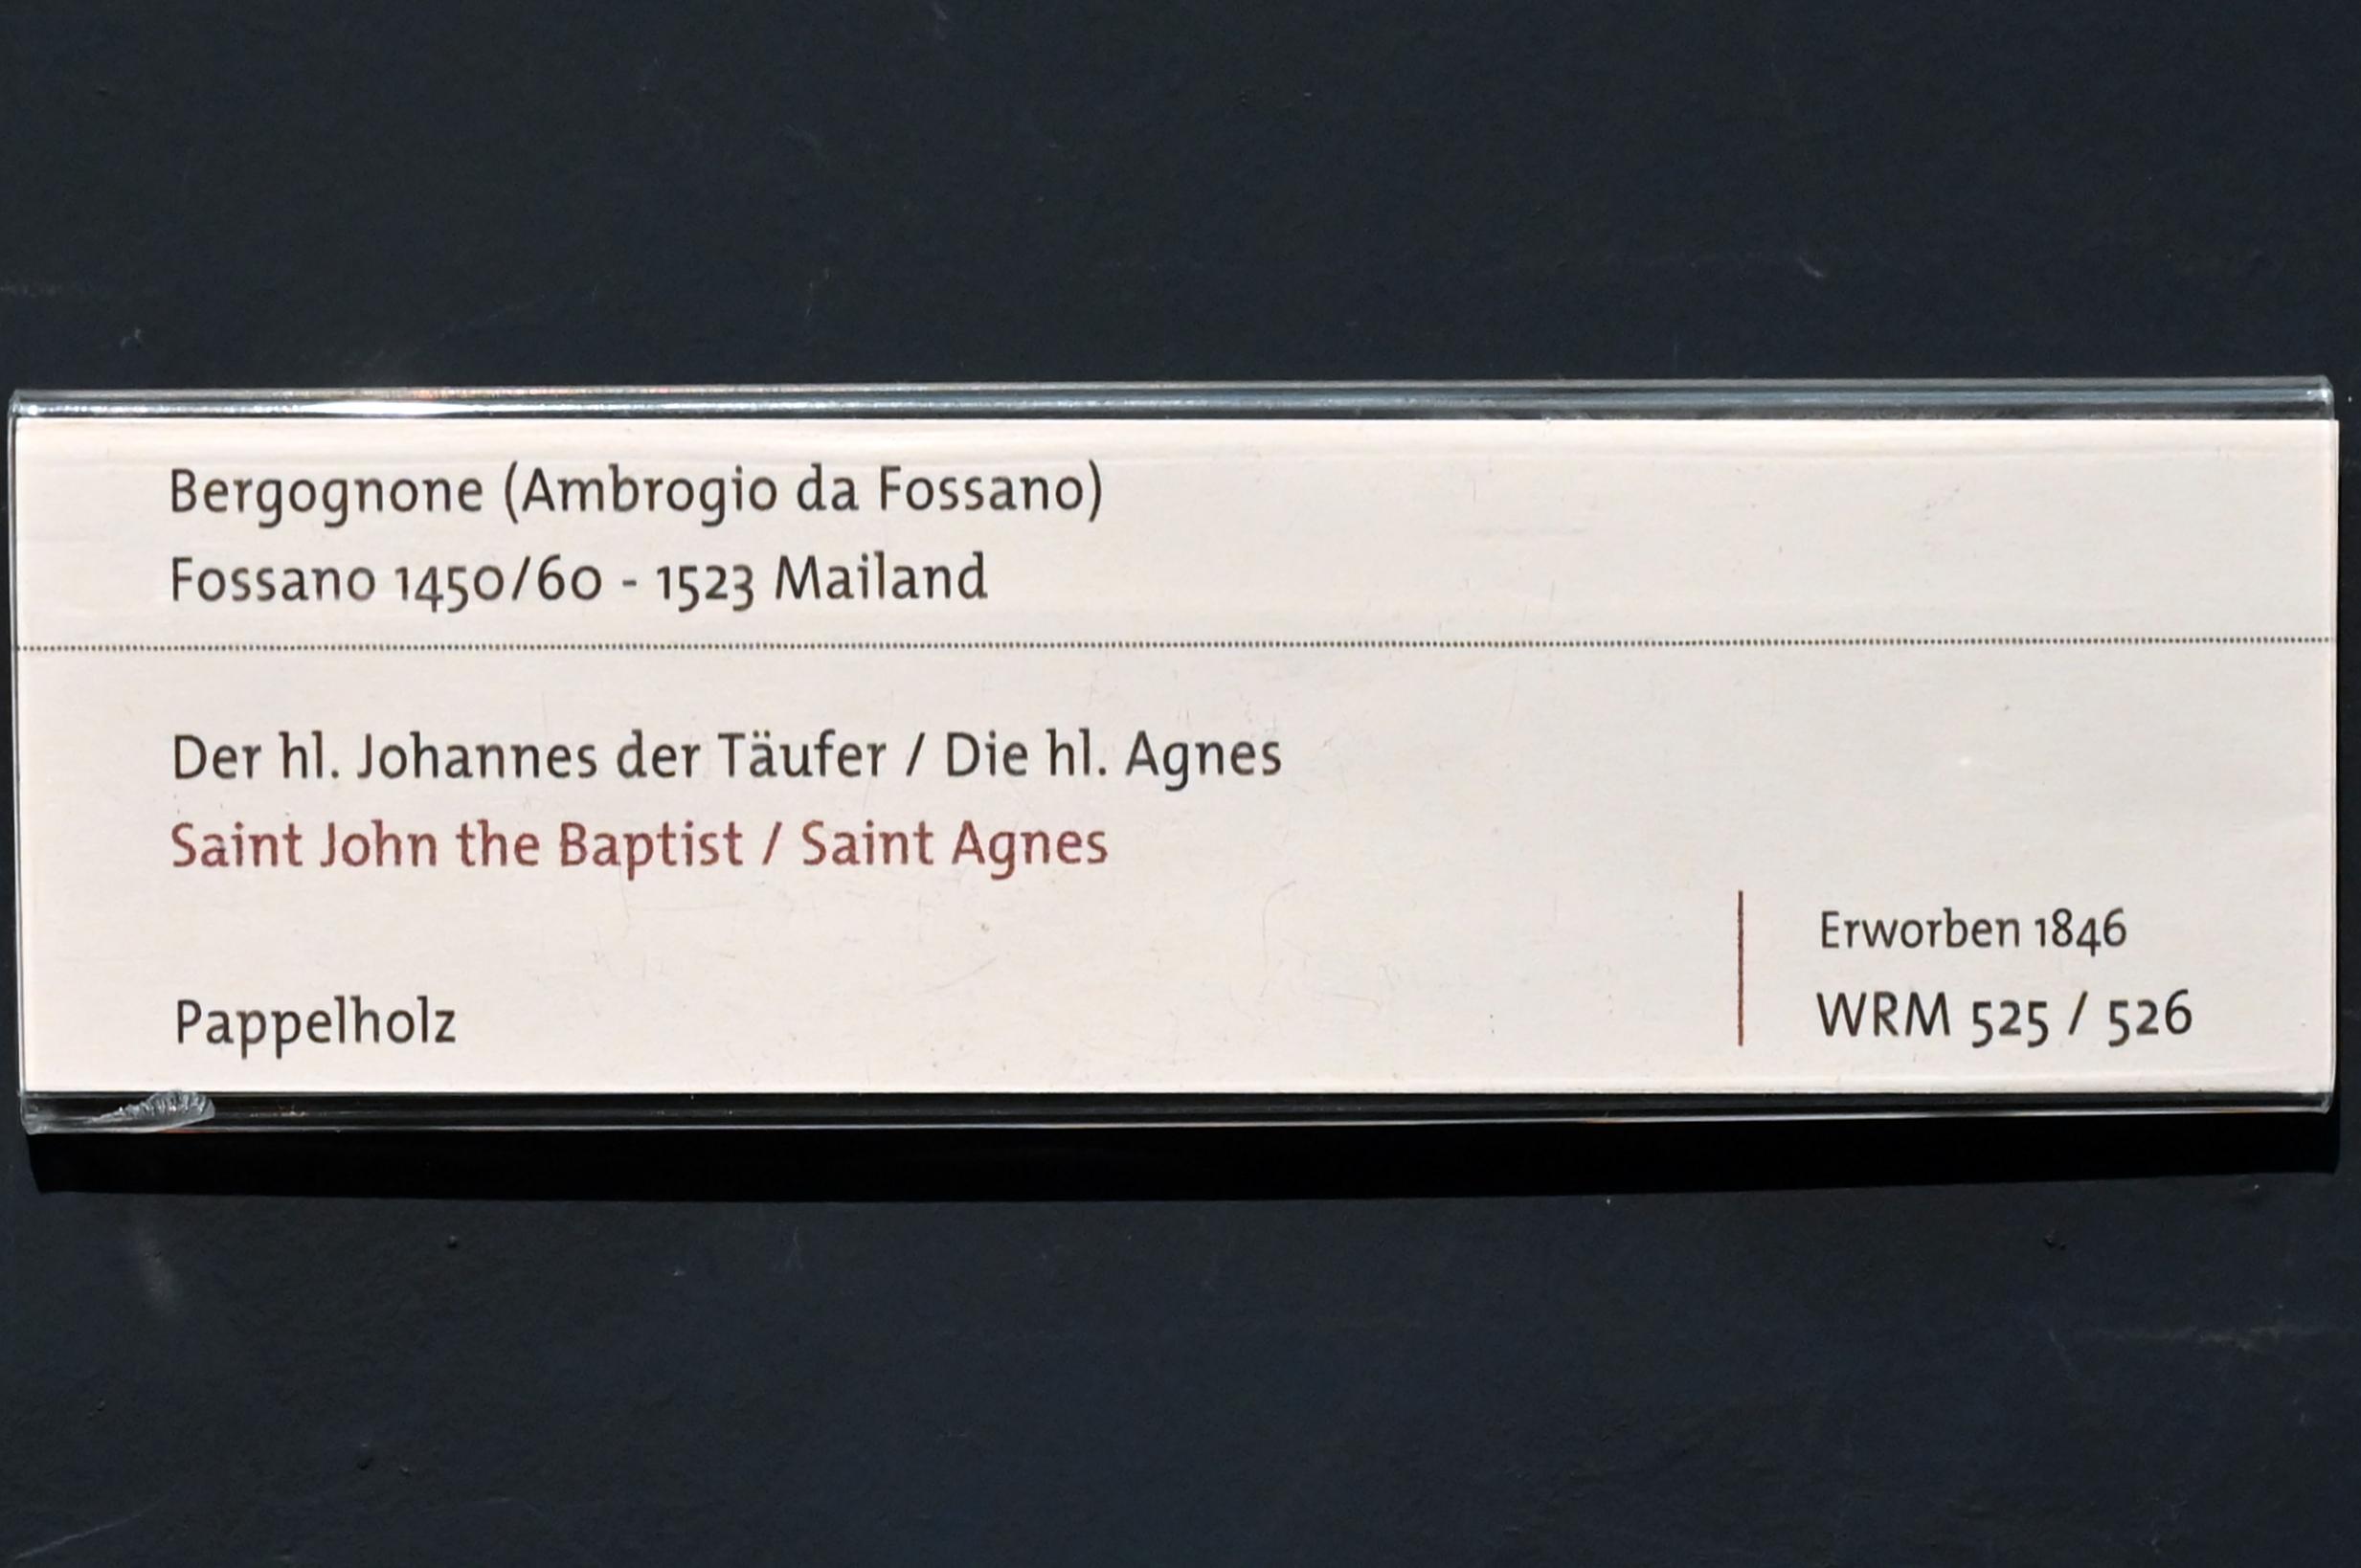 Bergognone (Ambrogio da Fossano)
Fossano 1450/60 - 1523 Mailand
Der hl. Johannes der Täufer / Die hl. Agnes
Saint John the Baptist / Saint Agnes
Pappelholz
Erworben 1846
WRM 525 / 526